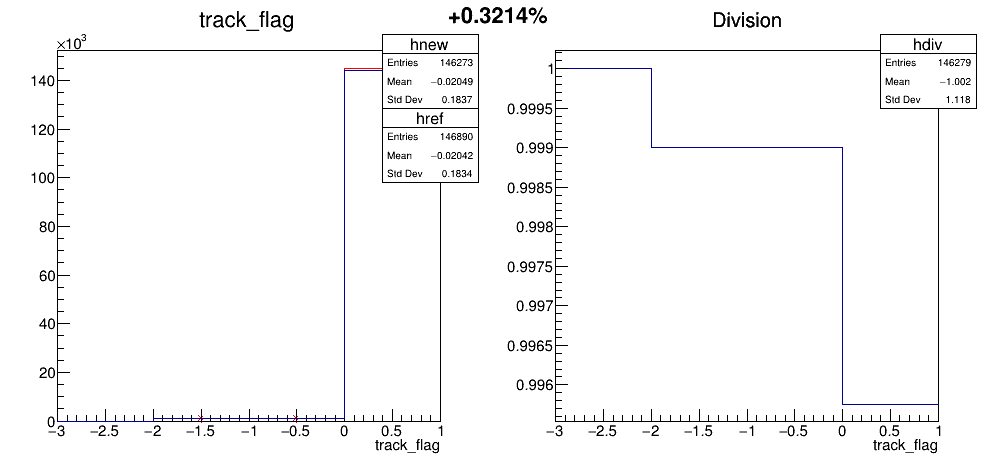 +0.3214%
track_flag
×10³
hnew
Entries 146273
Mean −0.02049
Std Dev 0.1837
href
Entries 146890
Mean −0.02042
Std Dev 0.1834
140
120
100
80
60
40
20
0
−3 −2.5 −2 −1.5 −1 −0.5 0 0.5 1
track_flag
Division
hdiv
Entries 146279
Mean −1.002
Std Dev 1.118
1
0.9995
0.999
0.9985
0.998
0.9975
0.997
0.9965
0.996
−3 −2.5 −2 −1.5 −1 −0.5 0 0.5 1
track_flag